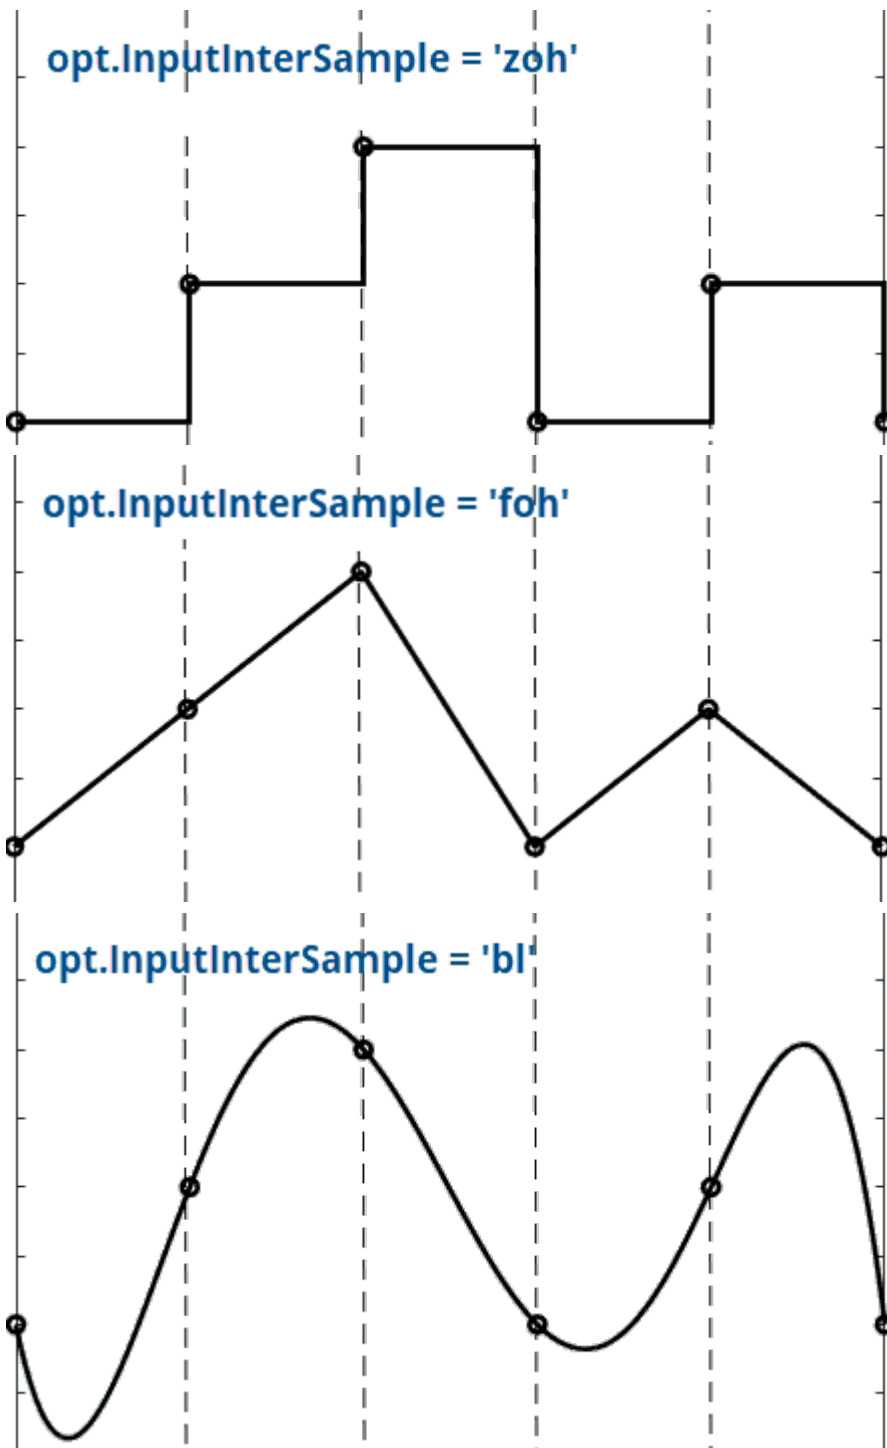 opt.InputInterSample = 'zoh'
opt.InputInterSample = 'foh'
opt.InputInterSample = 'bl'